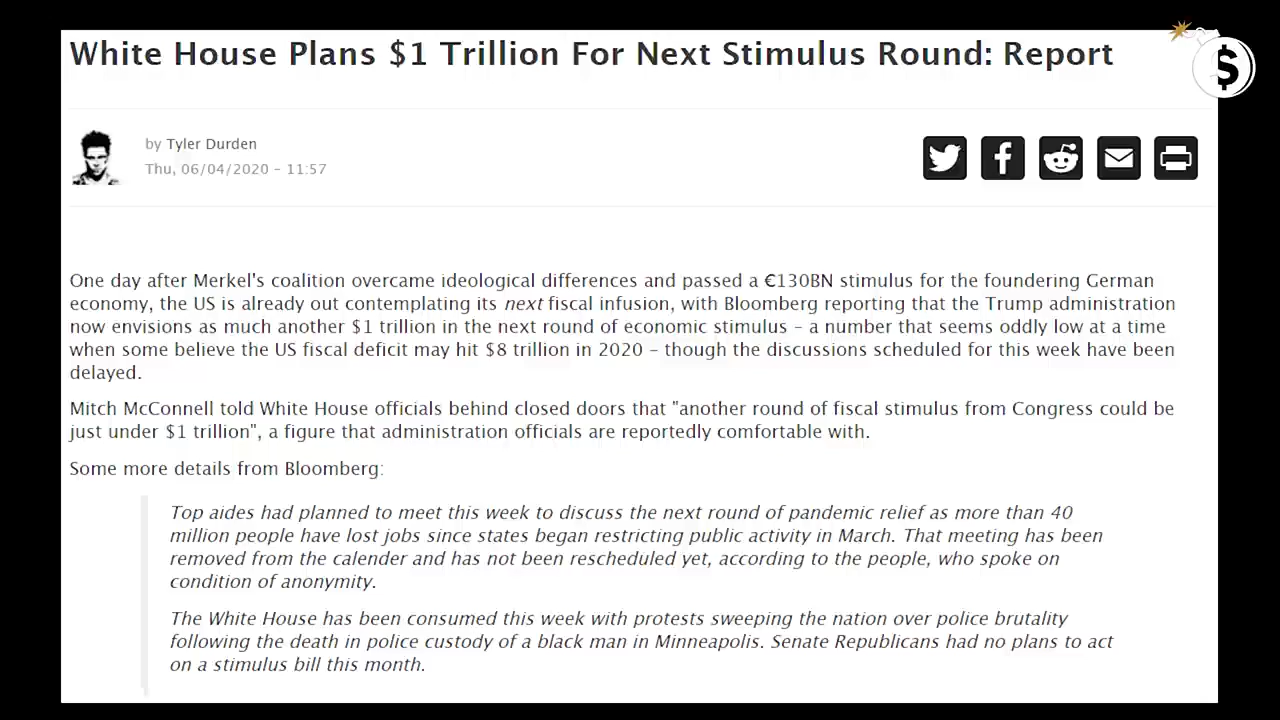 White House Plans $1 Trillion For Next Stimulus Round: Report
$
by Tyler Durden
Thu, 06/04/2020 - 11:57
One day after Merkel's coalition overcame ideological differences and passed a €130BN stimulus for the foundering German
economy, the US is already out contemplating its next fiscal infusion, with Bloomberg reporting that the Trump administration
now envisions as much another $1 trillion in the next round of economic stimulus – a number that seems oddly low at a time
when some believe the US fiscal deficit may hit $8 trillion in 2020 – though the discussions scheduled for this week have been
delayed.
Mitch McConnell told White House officials behind closed doors that "another round of fiscal stimulus from Congress could be
just under $1 trillion", a figure that administration officials are reportedly comfortable with.
Some more details from Bloomberg:
Top aides had planned to meet this week to discuss the next round of pandemic relief as more than 40
million people have lost jobs since states began restricting public activity in March. That meeting has been
removed from the calender and has not been rescheduled yet, according to the people, who spoke on
condition of anonymity.
The White House has been consumed this week with protests sweeping the nation over police brutality
following the death in police custody of a black man in Minneapolis. Senate Republicans had no plans to act
on a stimulus bill this month.